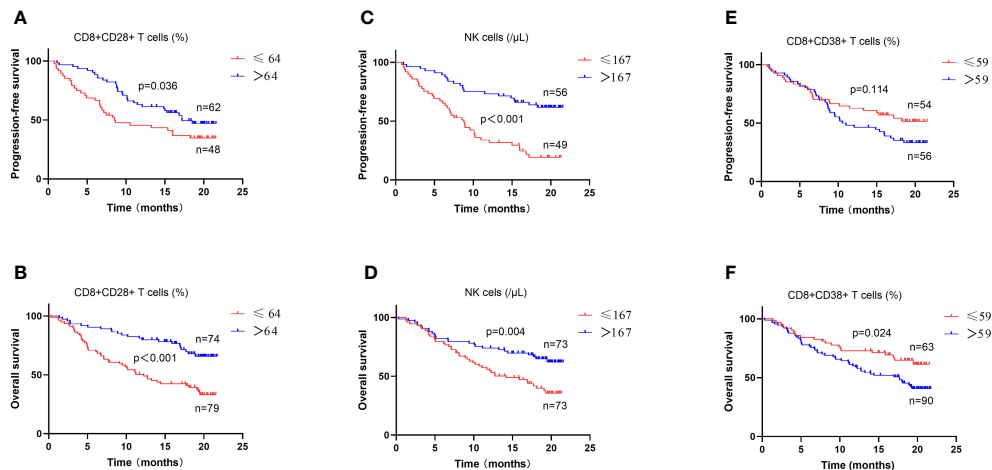 A
CD8+CD28+ T cells (%)
≤ 64
>64
Progression-free survival
100
50
0
p=0.036
n=62
n=48
0 5 10 15 20 25
Time (months)
C
NK cells (/μL)
≤167
>167
Progression-free survival
100
50
0
n=56
p<0.001
n=49
0 5 10 15 20 25
Time (months)
E
CD8+CD38+ T cells (%)
≤59
>59
Progression-free survival
100
50
0
p=0.114
n=54
n=56
0 5 10 15 20 25
Time (months)
B
CD8+CD28+ T cells (%)
≤ 64
>64
Overall survival
100
50
0
n=74
p<0.001
n=79
0 5 10 15 20 25
Time (months)
D
NK cels (/μL)
≤167
>167
Overall survival
100
50
0
p=0.004
n=73
n=73
0 5 10 15 20 25
Time (months)
F
CD8+CD38+ T cells (%)
≤59
>59
Overall survival
100
50
0
p=0.024
n=63
n=90
0 5 10 15 20 25
Time (months)